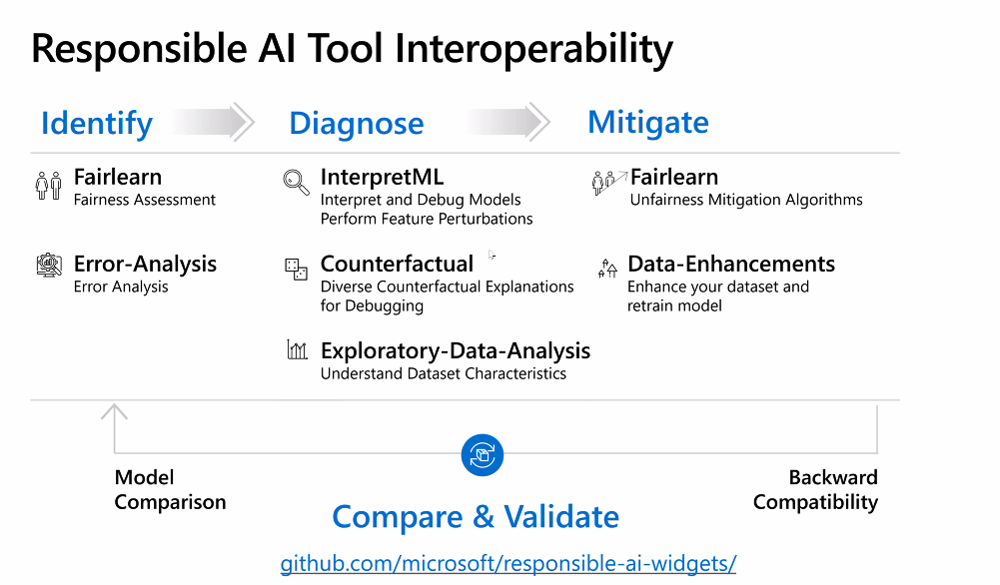 Responsible AI Tool Interoperability
Identify
Diagnose
Mitigate
Fairlearn
Fairness Assessment
Error-Analysis
Error Analysis
InterpretML
Interpret and Debug Models
Perform Feature Perturbations
Counterfactual
Diverse Counterfactual Explanations
for Debugging
Exploratory-Data-Analysis
Understand Dataset Characteristics
Fairlearn
Unfairness Mitigation Algorithms
Data-Enhancements
Enhance your dataset and
retrain model
Model
Comparison
Backward
Compatibility
Compare & Validate
github.com/microsoft/responsible-ai-widgets/